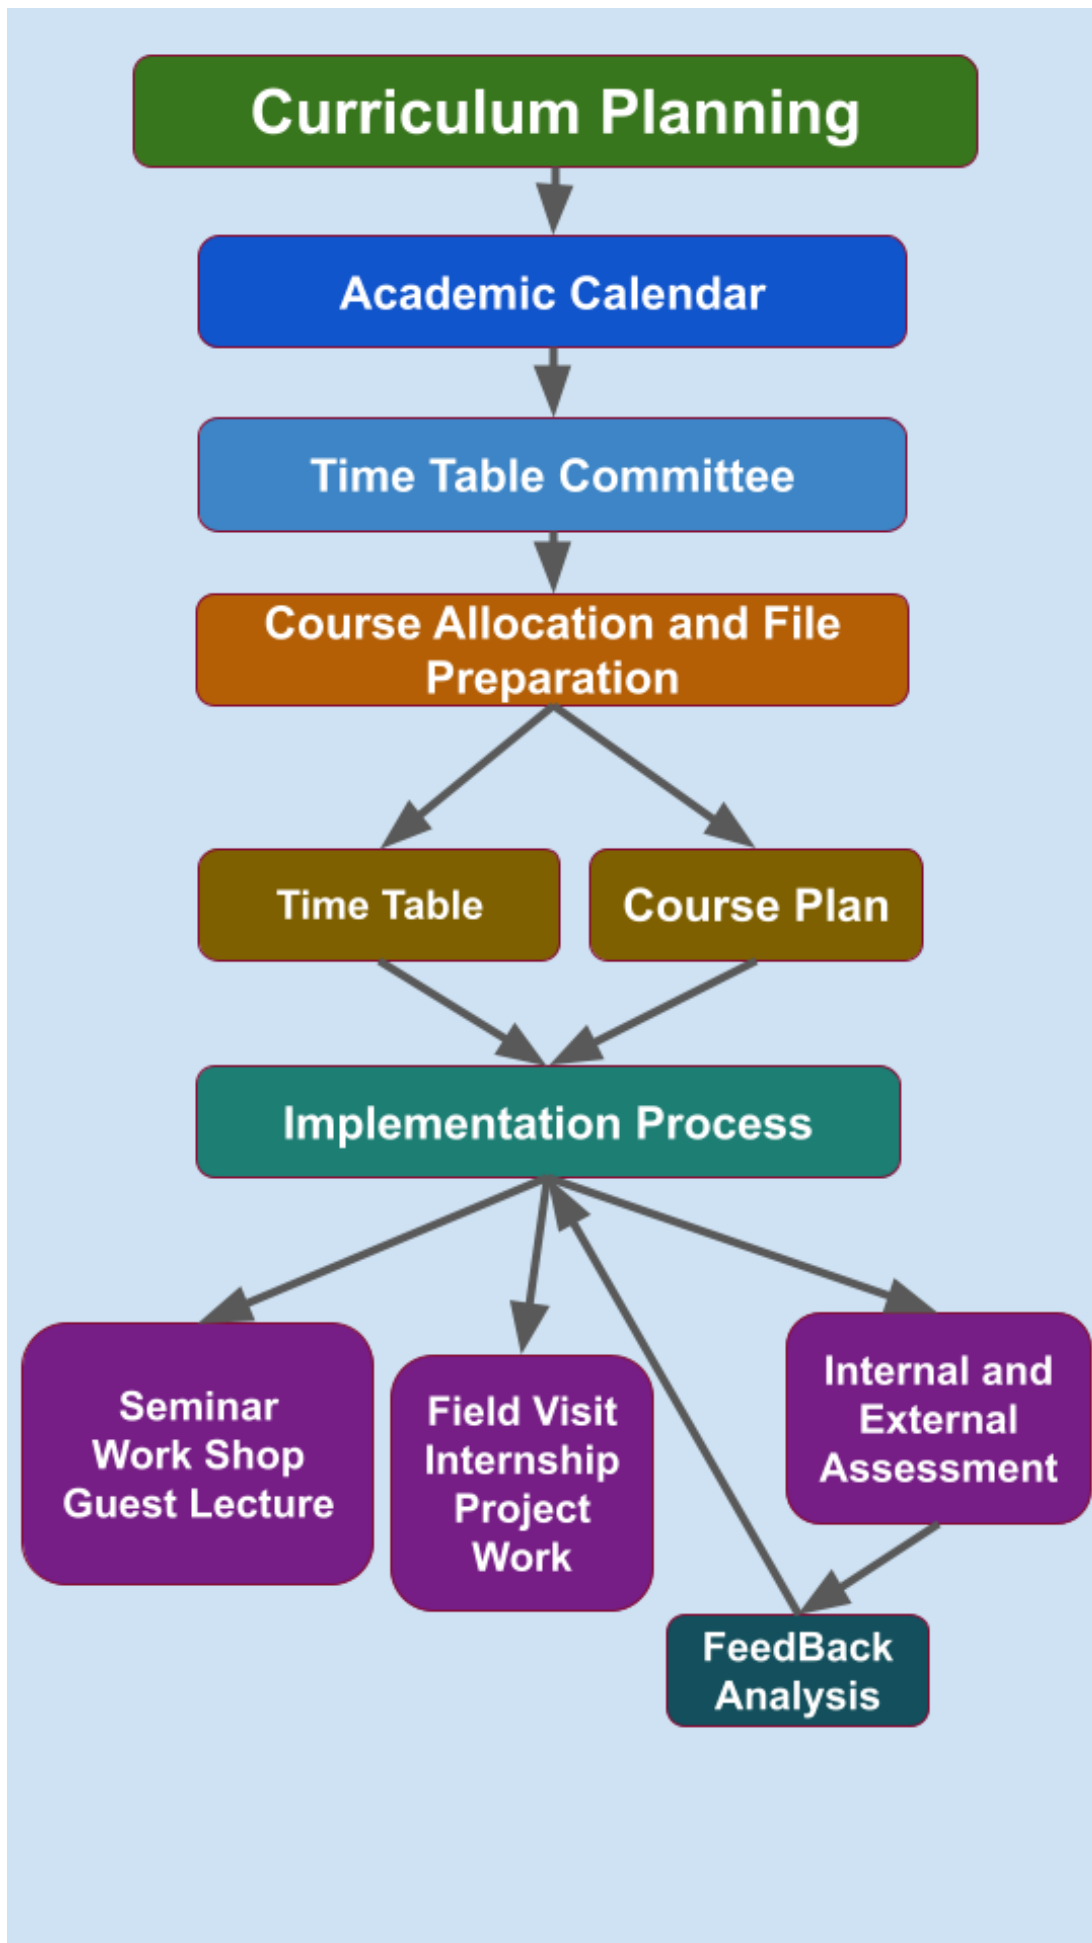 Curriculum Planning
Academic Calendar
Time Table Committee
Course Allocation and File
Preparation
Time Table
Course Plan
Implementation Process
Seminar
Work Shop
Guest Lecture
Field Visit
Internship
Project
Work
Internal and
External
Assessment
FeedBack
Analysis